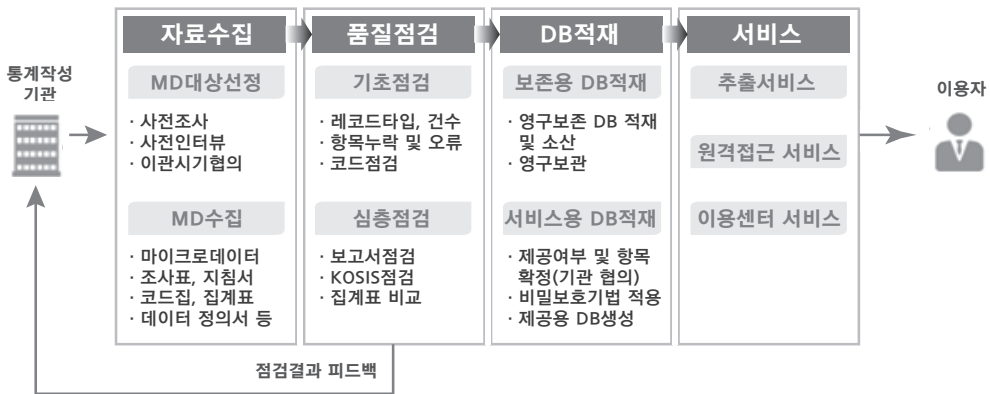 통계작성
기관
자료수집
MD대상선정
· 사전조사
· 사전인터뷰
· 이관시기협의
MD수집
· 마이크로데이터
· 조사표, 지침서
· 코드집, 집계표
· 데이터 정의서 등
품질점검
기초점검
· 레코드타입, 건수
· 항목누락 및 오류
· 코드점검
심층점검
· 보고서점검
· KOSIS점검
· 집계표 비교
DB적재
보존용 DB적재
· 영구보존 DB 적재
및 소산
· 영구보관
서비스용 DB적재
· 제공여부 및 항목
확정(기관 협의)
· 비밀보호기법 적용
· 제공용 DB생성
서비스
추출서비스
원격접근 서비스
이용센터 서비스
이용자
점검결과 피드백